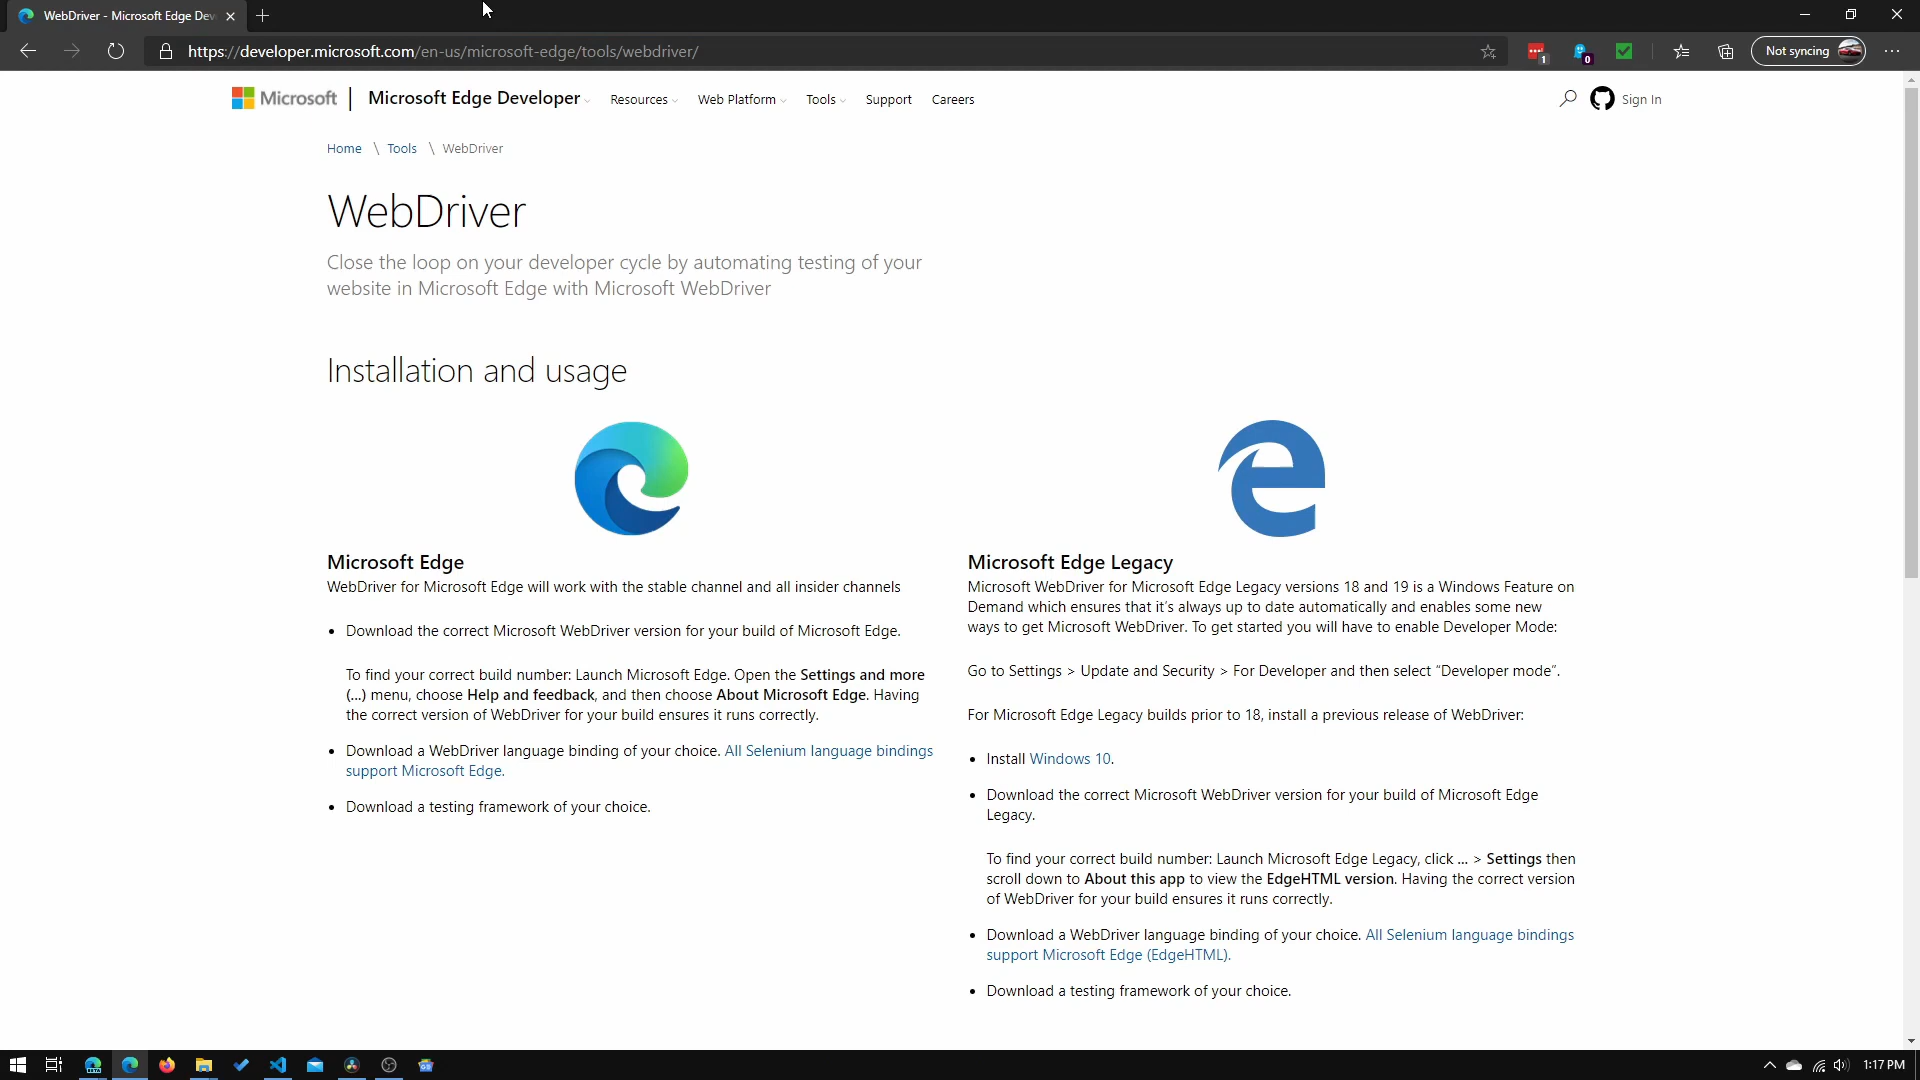 WebDriver - Microsoft Edge Dev
https://developer.microsoft.com/en-us/microsoft-edge/tools/webdriver/
1
0
Not syncing
Microsoft
Microsoft Edge Developer
Resources
Web Platform
Tools
Support
Careers
Sign In
Home \ Tools \ WebDriver
WebDriver
Close the loop on your developer cycle by automating testing of your
website in Microsoft Edge with Microsoft WebDriver
Installation and usage
Microsoft Edge
WebDriver for Microsoft Edge will work with the stable channel and all insider channels
• Download the correct Microsoft WebDriver version for your build of Microsoft Edge.
To find your correct build number: Launch Microsoft Edge. Open the Settings and more
(...) menu, choose Help and feedback, and then choose About Microsoft Edge. Having
the correct version of WebDriver for your build ensures it runs correctly.
• Download a WebDriver language binding of your choice. All Selenium language bindings
support Microsoft Edge.
• Download a testing framework of your choice.
Microsoft Edge Legacy
Microsoft WebDriver for Microsoft Edge Legacy versions 18 and 19 is a Windows Feature on
Demand which ensures that it's always up to date automatically and enables some new
ways to get Microsoft WebDriver. To get started you will have to enable Developer Mode:
Go to Settings > Update and Security > For Developer and then select “Developer mode”.
For Microsoft Edge Legacy builds prior to 18, install a previous release of WebDriver:
• Install Windows 10.
• Download the correct Microsoft WebDriver version for your build of Microsoft Edge
Legacy.
To find your correct build number: Launch Microsoft Edge Legacy, click ... > Settings then
scroll down to About this app to view the EdgeHTML version. Having the correct version
of WebDriver for your build ensures it runs correctly.
• Download a WebDriver language binding of your choice. All Selenium language bindings
support Microsoft Edge (EdgeHTML).
• Download a testing framework of your choice.
1:17 PM